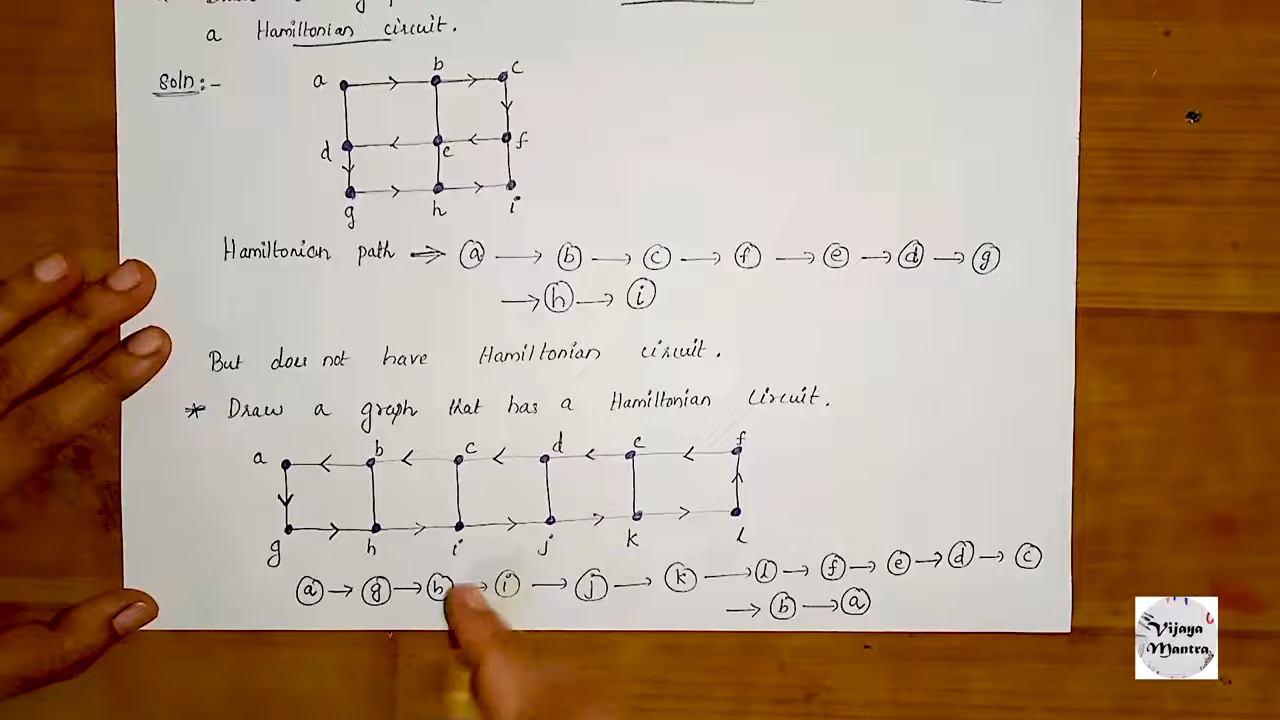 a Hamiltonian circuit.
Soln:-
a b c
d e f
g h i
Hamiltonian path ⇒ a → b → c → f → e → d → g
→ h → i
But does not have Hamiltonian circuit.
* Draw a graph that has a Hamiltonian Circuit.
a b c d e f
g h i j k l
a → g → h → i → j → k → l → f → e → d → c
→ b → a
Vijaya
Mantra